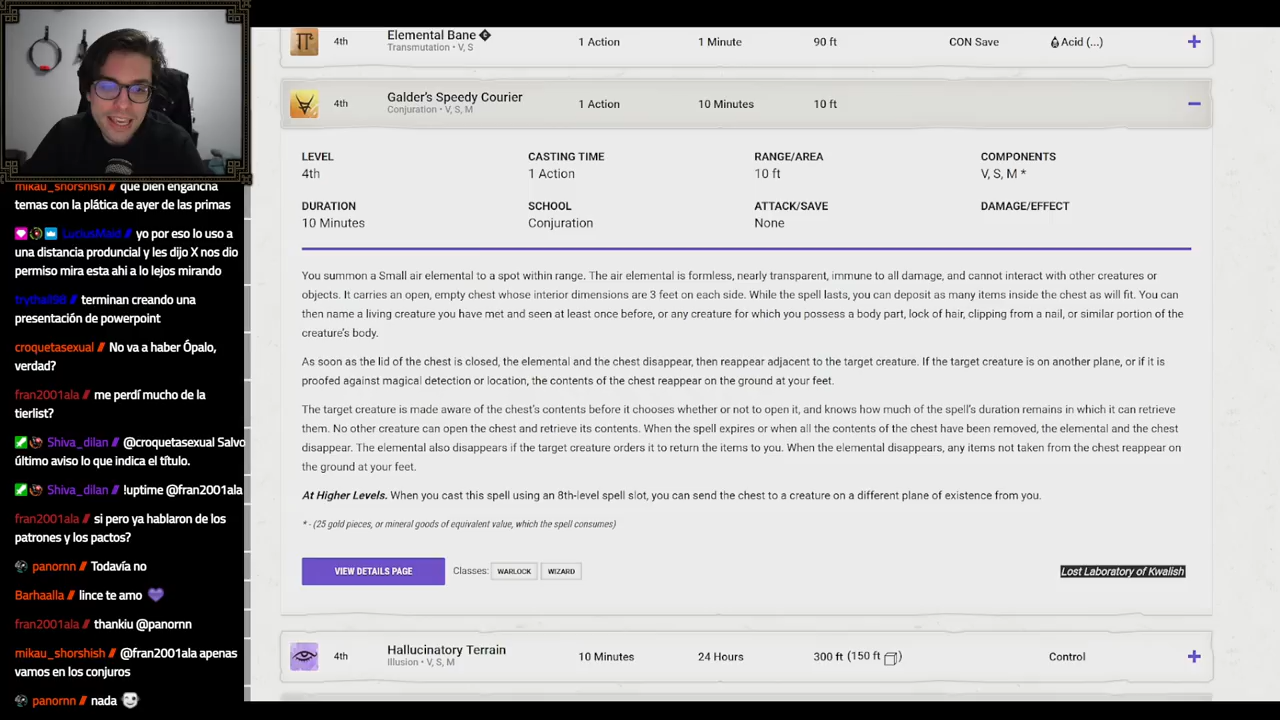 mikau_shorshish // que bien engancha
temas con la plática de ayer de las primas
LuciusMaid // yo por eso lo uso a
una distancia produncial y les dijo X nos dio
permiso mira esta ahi a lo lejos mirando
trytha898 // terminan creando una
presentación de powerpoint
croquetasexual // No va a haber Ópalo,
verdad?
fran2001ala // me perdí mucho de la
tierlist?
Shiva_dilan // @croquetasexual Salvo
último aviso lo que indica el título.
Shiva_dilan // !uptime @fran2001ala
fran2001ala // si pero ya hablaron de los
patrones y los pactos?
panornn // Todavía no
Barhaalla // lince te amo
fran2001ala // thankiu @panornn
mikau_shorshish // @fran2001ala apenas
vamos en los conjuros
panornn // nada
4th Elemental Bane 1 Action 1 Minute 90 ft CON Save Acid (...)
Transmutation • V, S
4th Galder's Speedy Courier 1 Action 10 Minutes 10 ft
Conjuration • V, S, M
LEVEL CASTING TIME RANGE/AREA COMPONENTS
4th 1 Action 10 ft V, S, M *
DURATION SCHOOL ATTACK/SAVE DAMAGE/EFFECT
10 Minutes Conjuration None
You summon a Small air elemental to a spot within range. The air elemental is formless, nearly transparent, immune to all damage, and cannot interact with other creatures or
objects. It carries an open, empty chest whose interior dimensions are 3 feet on each side. While the spell lasts, you can deposit as many items inside the chest as will fit. You can
then name a living creature you have met and seen at least once before, or any creature for which you possess a body part, lock of hair, clipping from a nail, or similar portion of the
creature's body.
As soon as the lid of the chest is closed, the elemental and the chest disappear, then reappear adjacent to the target creature. If the target creature is on another plane, or if it is
proofed against magical detection or location, the contents of the chest reappear on the ground at your feet.
The target creature is made aware of the chest's contents before it chooses whether or not to open it, and knows how much of the spell's duration remains in which it can retrieve
them. No other creature can open the chest and retrieve its contents. When the spell expires or when all the contents of the chest have been removed, the elemental and the chest
disappear. The elemental also disappears if the target creature orders it to return the items to you. When the elemental disappears, any items not taken from the chest reappear on
the ground at your feet.
At Higher Levels. When you cast this spell using an 8th-level spell slot, you can send the chest to a creature on a different plane of existence from you.
* - (25 gold pieces, or mineral goods of equivalent value, which the spell consumes)
VIEW DETAILS PAGE Classes: WARLOCK WIZARD Lost Laboratory of Kwalish
4th Hallucinatory Terrain 10 Minutes 24 Hours 300 ft (150 ft ) Control
Illusion • V, S, M